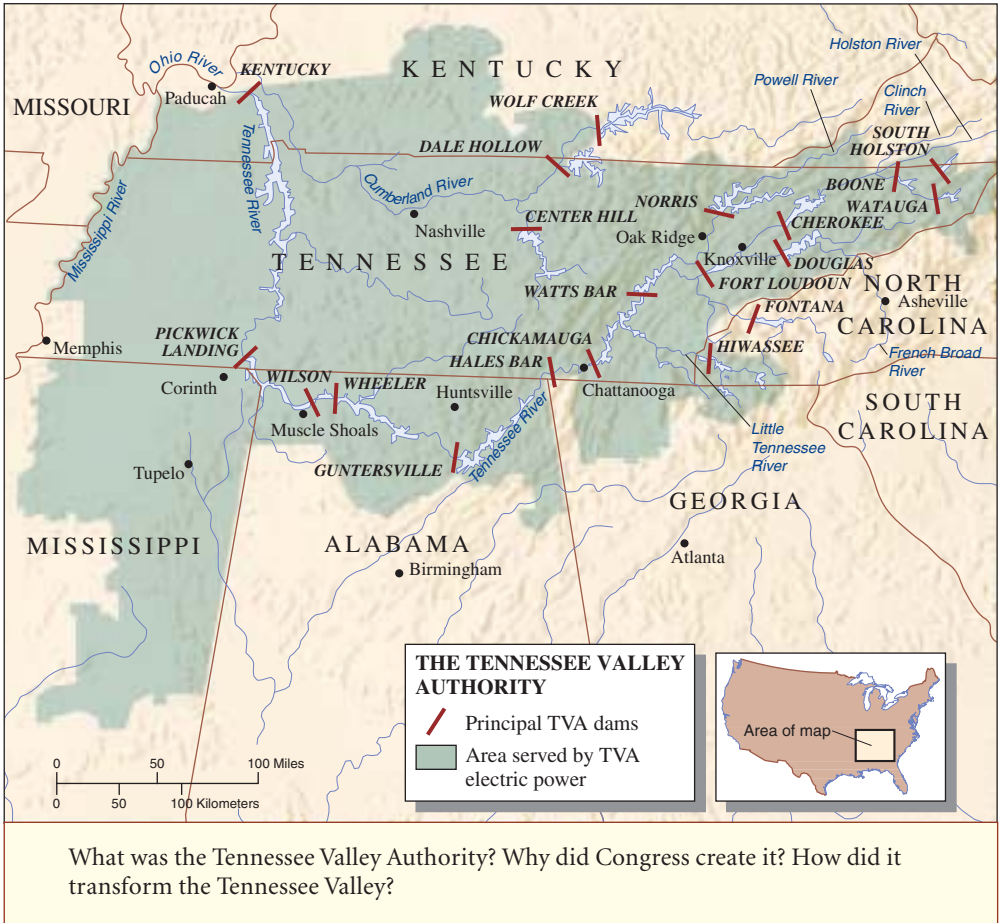 Holston River
Ohio River
KENTUCKY
KENTUCKY
Powell River
MISSOURI
Paducah
WOLF CREEK
Clinch
River
SOUTH
HOLSTON
DALE HOLLOW
Tennessee River
Cumberland River
BOONE
Mississippi River
NORRIS
WATAUGA
Nashville
CENTER HILL
CHEROKEE
Oak Ridge
Knoxville
TENNESSEE
DOUGLAS
FORT LOUDOUN
NORTH
CAROLINA
WATTS BAR
Asheville
FONTANA
PICKWICK
LANDING
Memphis
CHICKAMAUGA
HALES BAR
HIWASSEE
French Broad
River
Corinth
WILSON
WHEELER
Huntsville
Chattanooga
SOUTH
CAROLINA
Muscle Shoals
Tennessee River
Little
Tennessee
River
Tupelo
GUNTERSVILLE
GEORGIA
MISSISSIPPI
ALABAMA
Atlanta
Birmingham
THE TENNESSEE VALLEY
AUTHORITY
Principal TVA dams
Area served by TVA
electric power
Area of map
0 50 100 Miles
0 50 100 Kilometers
What was the Tennessee Valley Authority? Why did Congress create it? How did it
transform the Tennessee Valley?